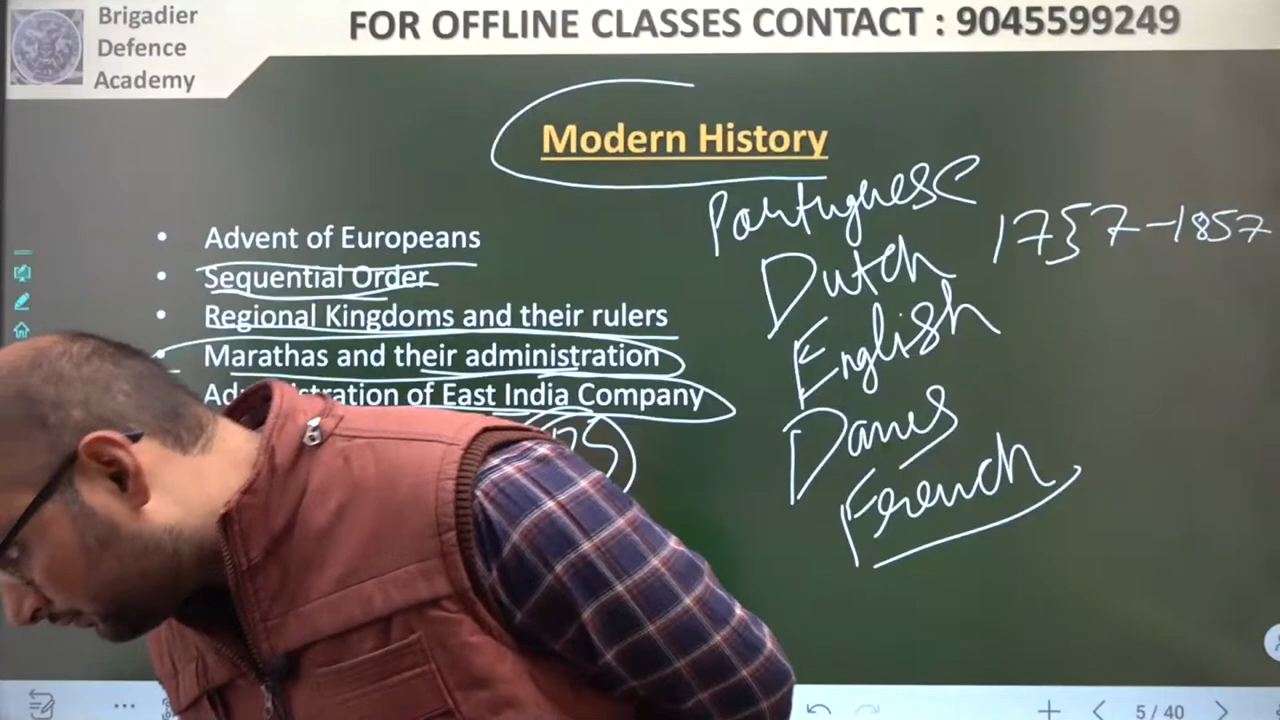 Brigadier
Defence
Academy
FOR OFFLINE CLASSES CONTACT : 9045599249
Modern History
• Advent of Europeans
• Sequential Order
• Regional Kingdoms and their rulers
• Marathas and their administration
Administration of East India Company
Portuguese
1757-1857
Dutch
English
Danes
French
5 / 40